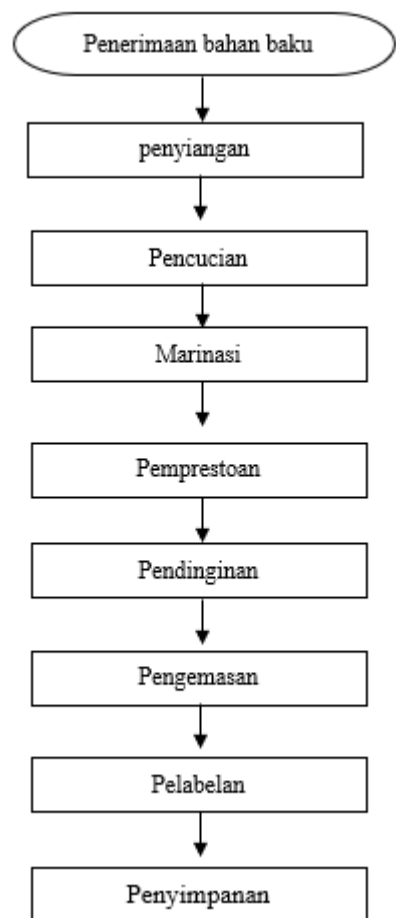 Penerimaan bahan baku
penyiangan
Pencucian
Marinasi
Pemprestoan
Pendinginan
Pengemasan
Pelabelan
Penyimpanan